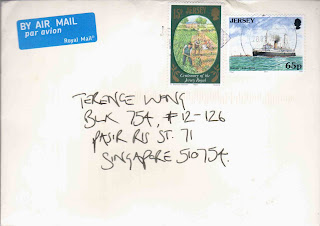 BY AIR MAIL
par avion
Royal Mail
JERSEY
Centenary of the
Jersey Royal
JERSEY
65p
TERENCE WONG
BLK 754, #12-126
PASIR RIS ST. 71
SINGAPORE 510754.